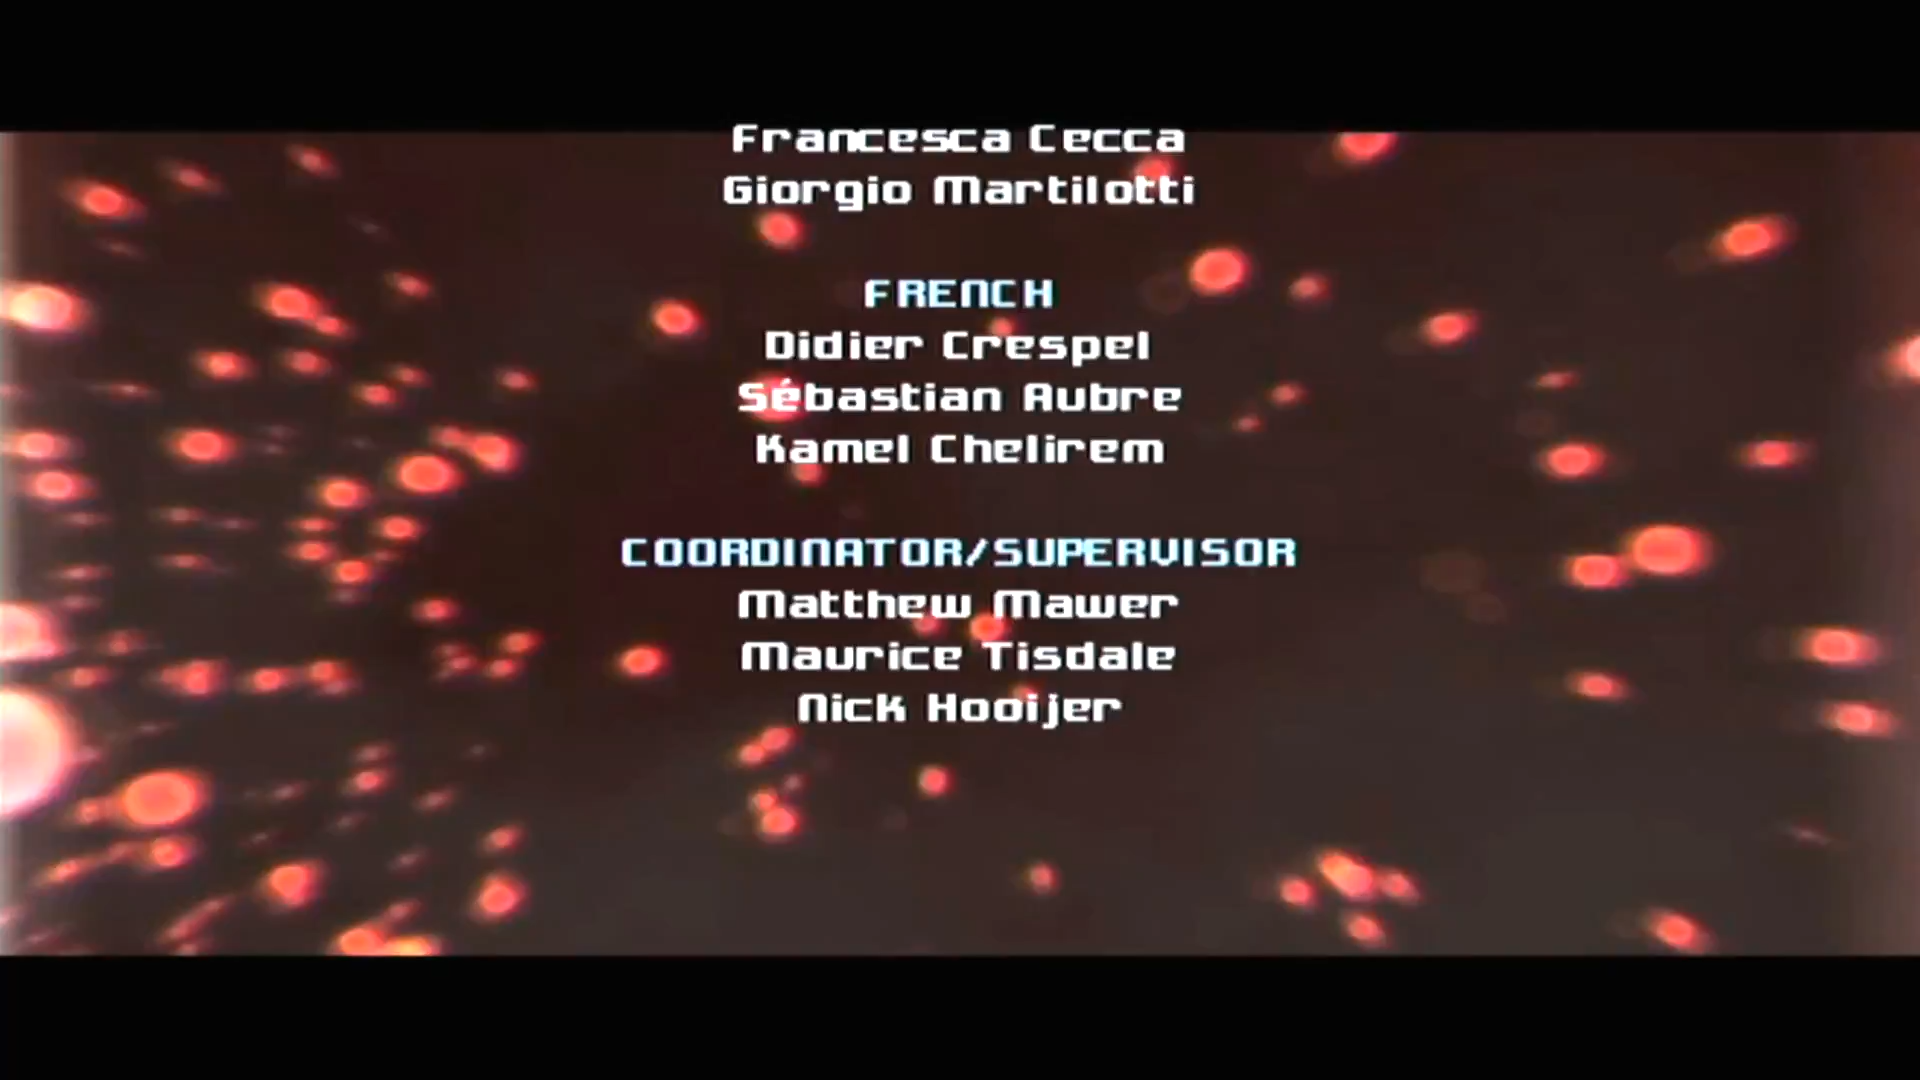 Francesca Cecca
Giorgio Martilotti
FRENCH
Didier Crespel
Sébastian Aubre
Kamel Chelirem
COORDINATOR/SUPERVISOR
Matthew Mawer
Maurice Tisdale
Nick Hooijer